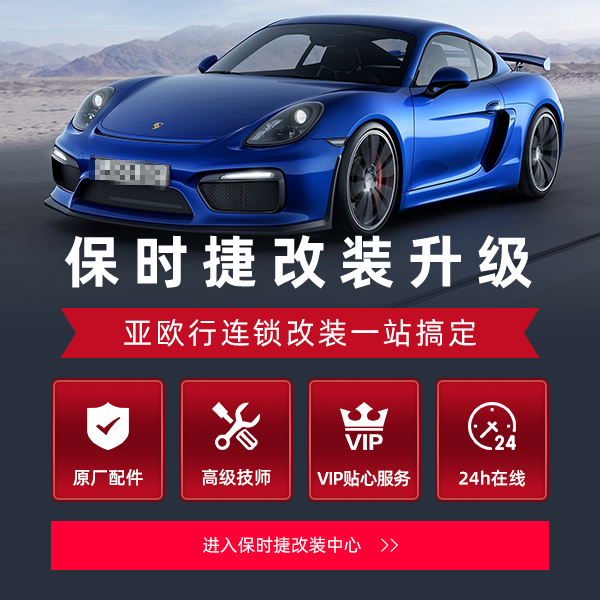 保时捷改装升级
亚欧行连锁改装一站搞定
VIP
24
原厂配件
高级技师
VIP贴心服务
24h在线
进入保时捷改装中心 >>